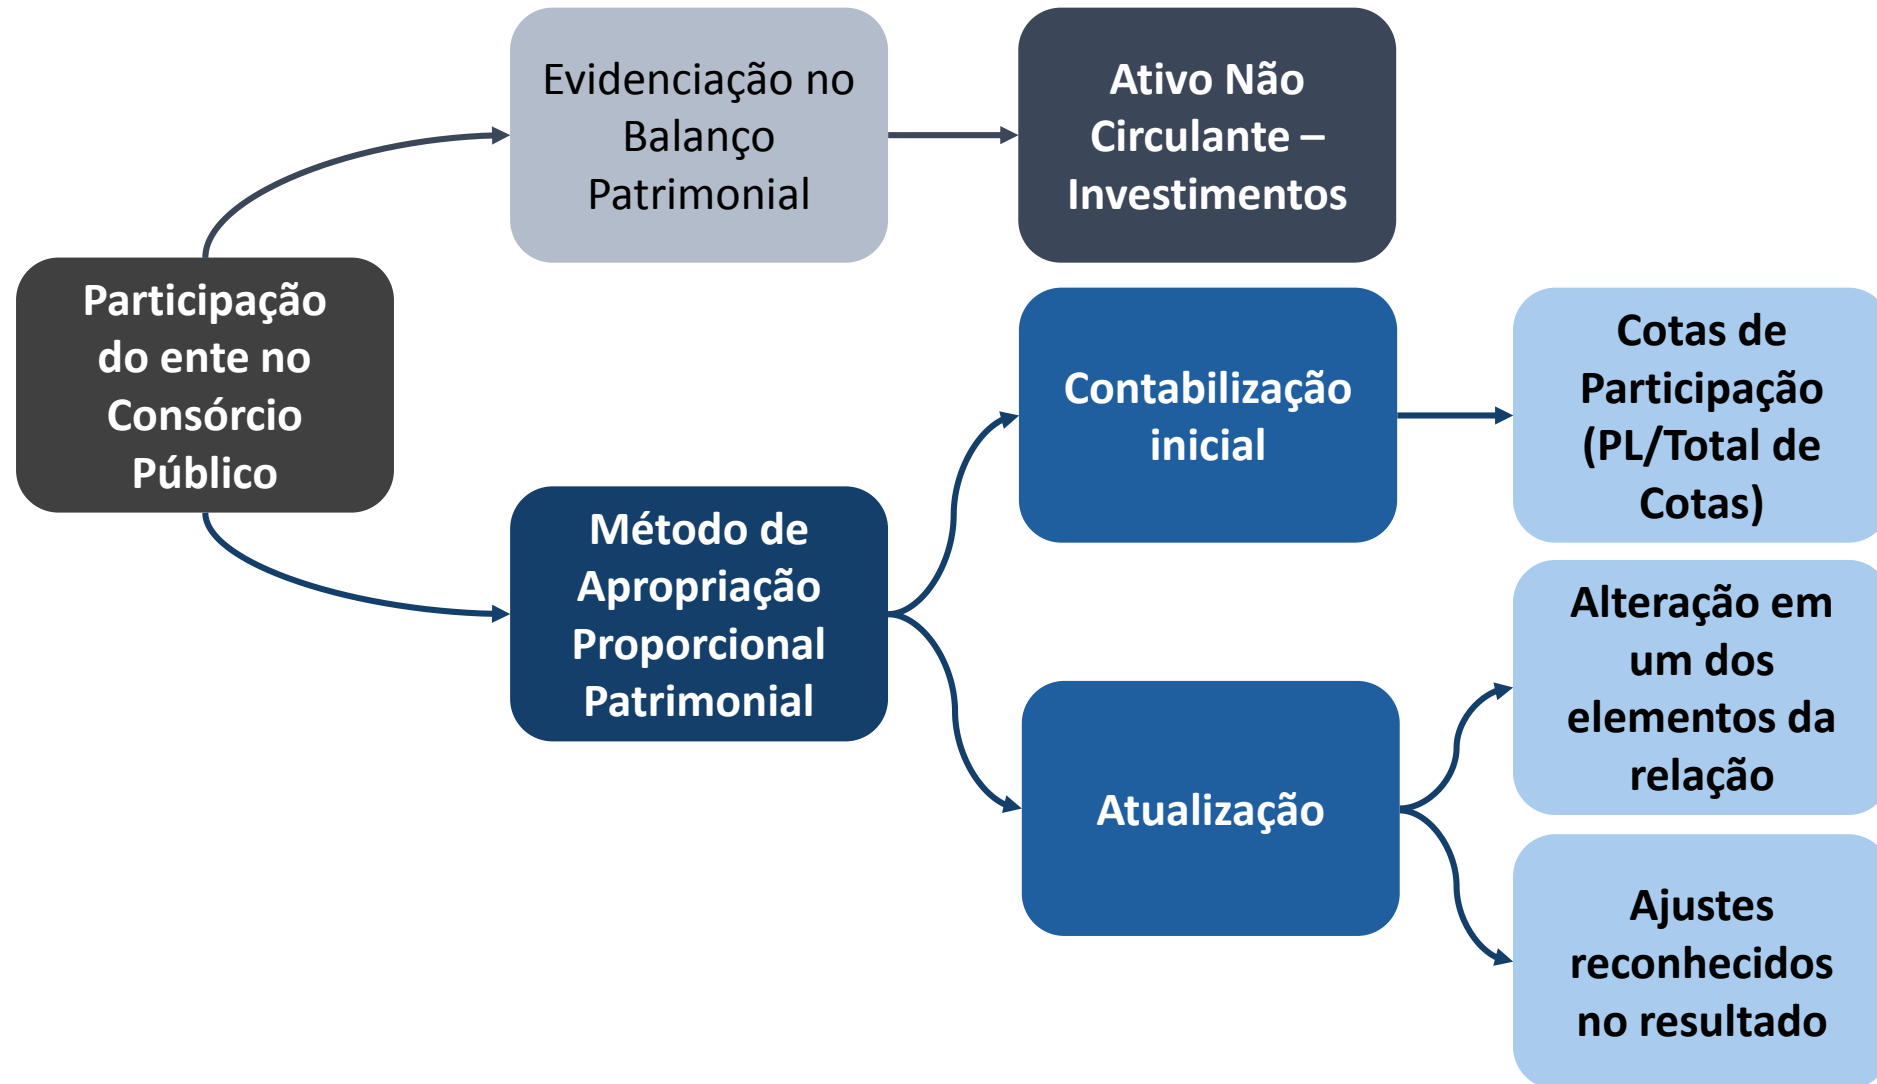 Participação
do ente no
Consórcio
Público
Evidenciação no
Balanço
Patrimonial
Ativo Não
Circulante –
Investimentos
Método de
Apropriação
Proporcional
Patrimonial
Contabilização
inicial
Cotas de
Participação
(PL/Total de
Cotas)
Atualização
Alteração em
um dos
elementos da
relação
Ajustes
reconhecidos
no resultado